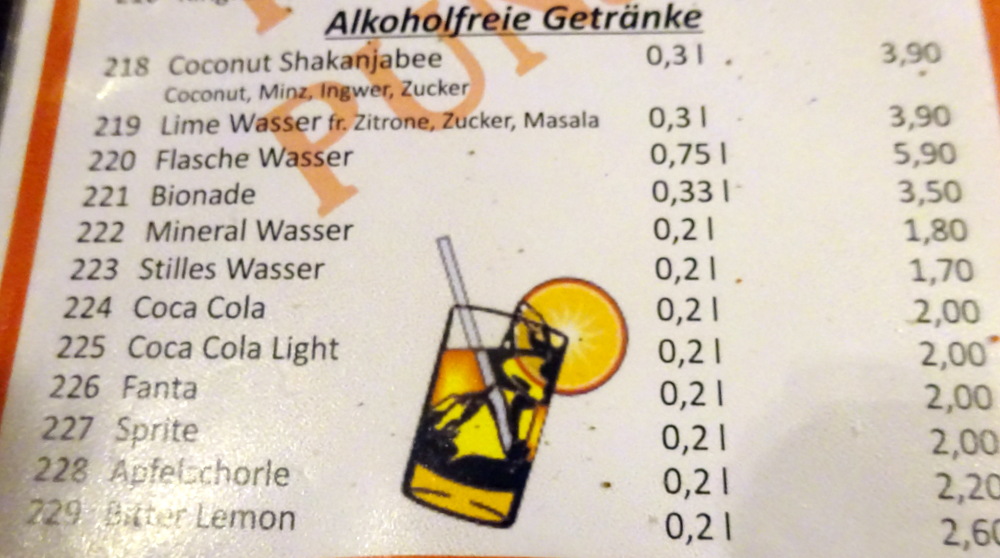 Alkoholfreie Getränke
218 Coconut Shakanjabee 0,3 l 3,90
Coconut, Minz, Ingwer, Zucker
219 Lime Wasser fr. Zitrone, Zucker, Masala 0,3 l 3,90
220 Flasche Wasser 0,75 l 5,90
221 Bionade 0,33 l 3,50
222 Mineral Wasser 0,2 l 1,80
223 Stilles Wasser 0,2 l 1,70
224 Coca Cola 0,2 l 2,00
225 Coca Cola Light 0,2 l 2,00
226 Fanta 0,2 l 2,00
227 Sprite 0,2 l 2,00
228 Apfelschorle 0,2 l 2,20
229 Bitter Lemon 0,2 l 2,60